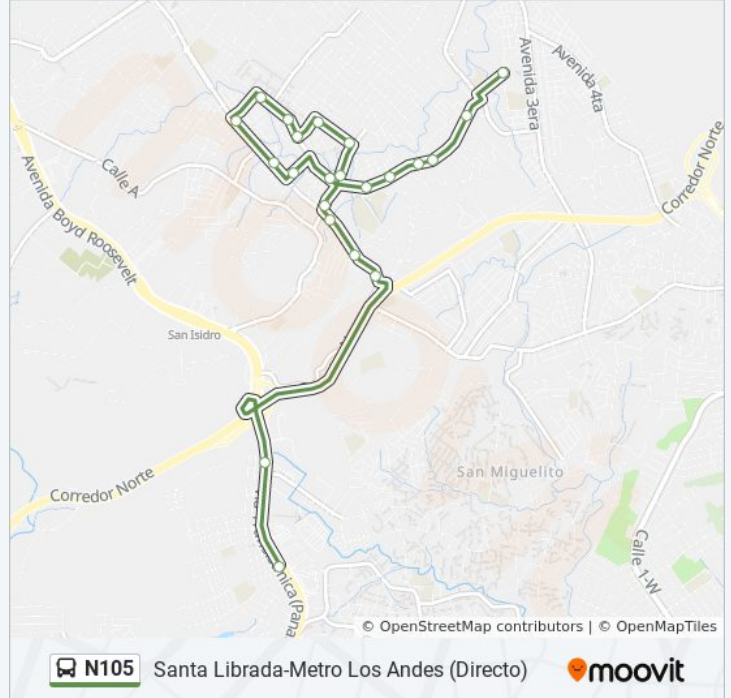 Avenida 3era
Avenida 4ta
Corredor Norte
Calle A
Avenida Boyd Roosevelt
San Isidro
San Miguelito
Corredor Norte
Calle 1-W
© OpenStreetMap contributors | © OpenMapTiles
N105 Santa Librada-Metro Los Andes (Directo) moovit